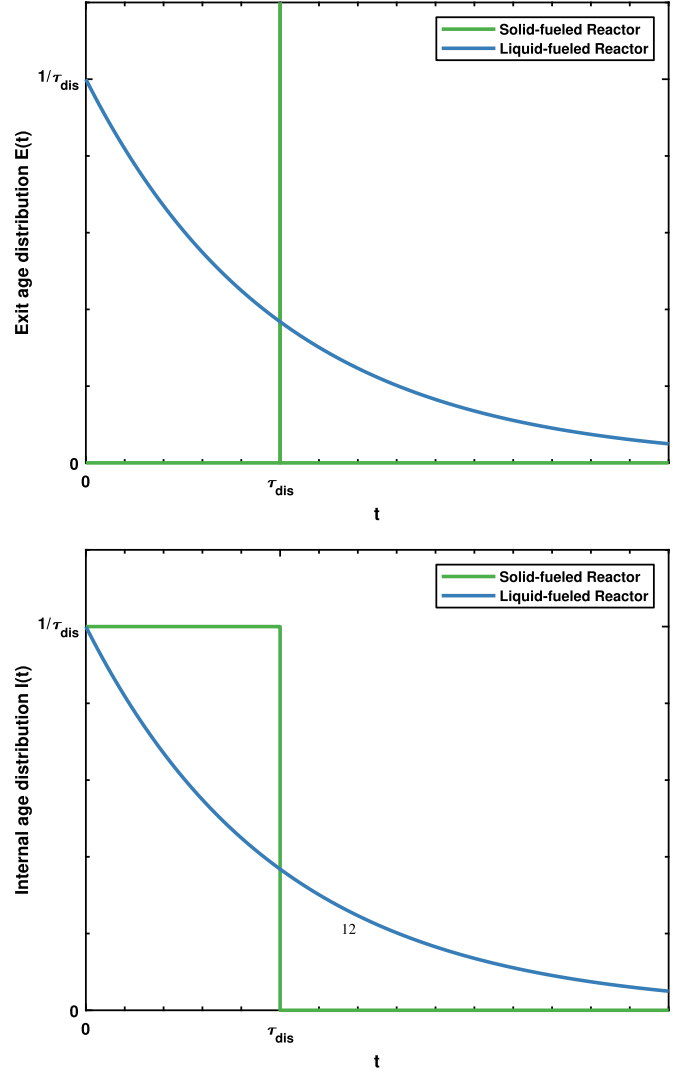 Solid-fueled Reactor
Liquid-fueled Reactor
1/τdis
Exit age distribution E(t)
0
0
τdis
t
Solid-fueled Reactor
Liquid-fueled Reactor
1/τdis
Internal age distribution I(t)
12
0
0
τdis
t